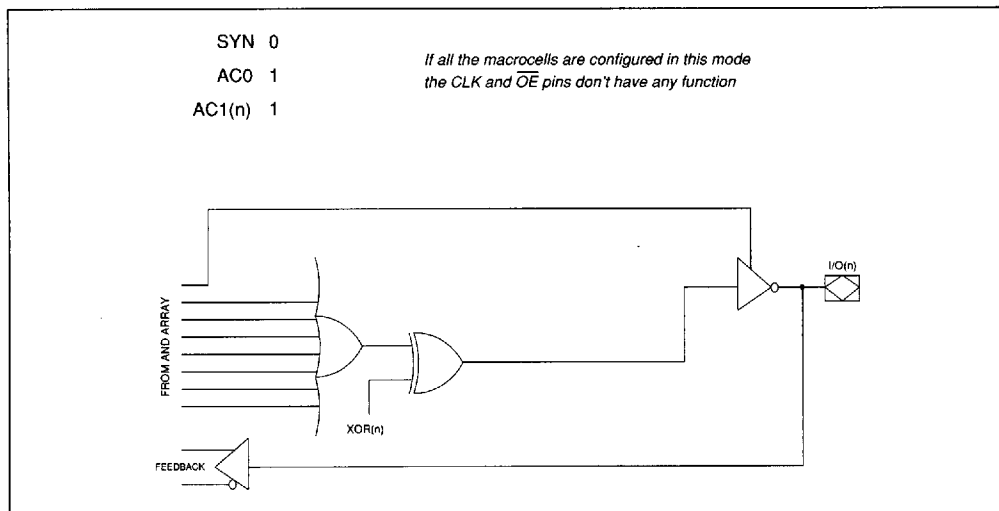 SYN 0
AC0 1
AC1(n) 1
If all the macrocells are configured in this mode
the CLK and OE pins don't have any function
I/O(n)
FROM AND ARRAY
XOR(n)
FEEDBACK